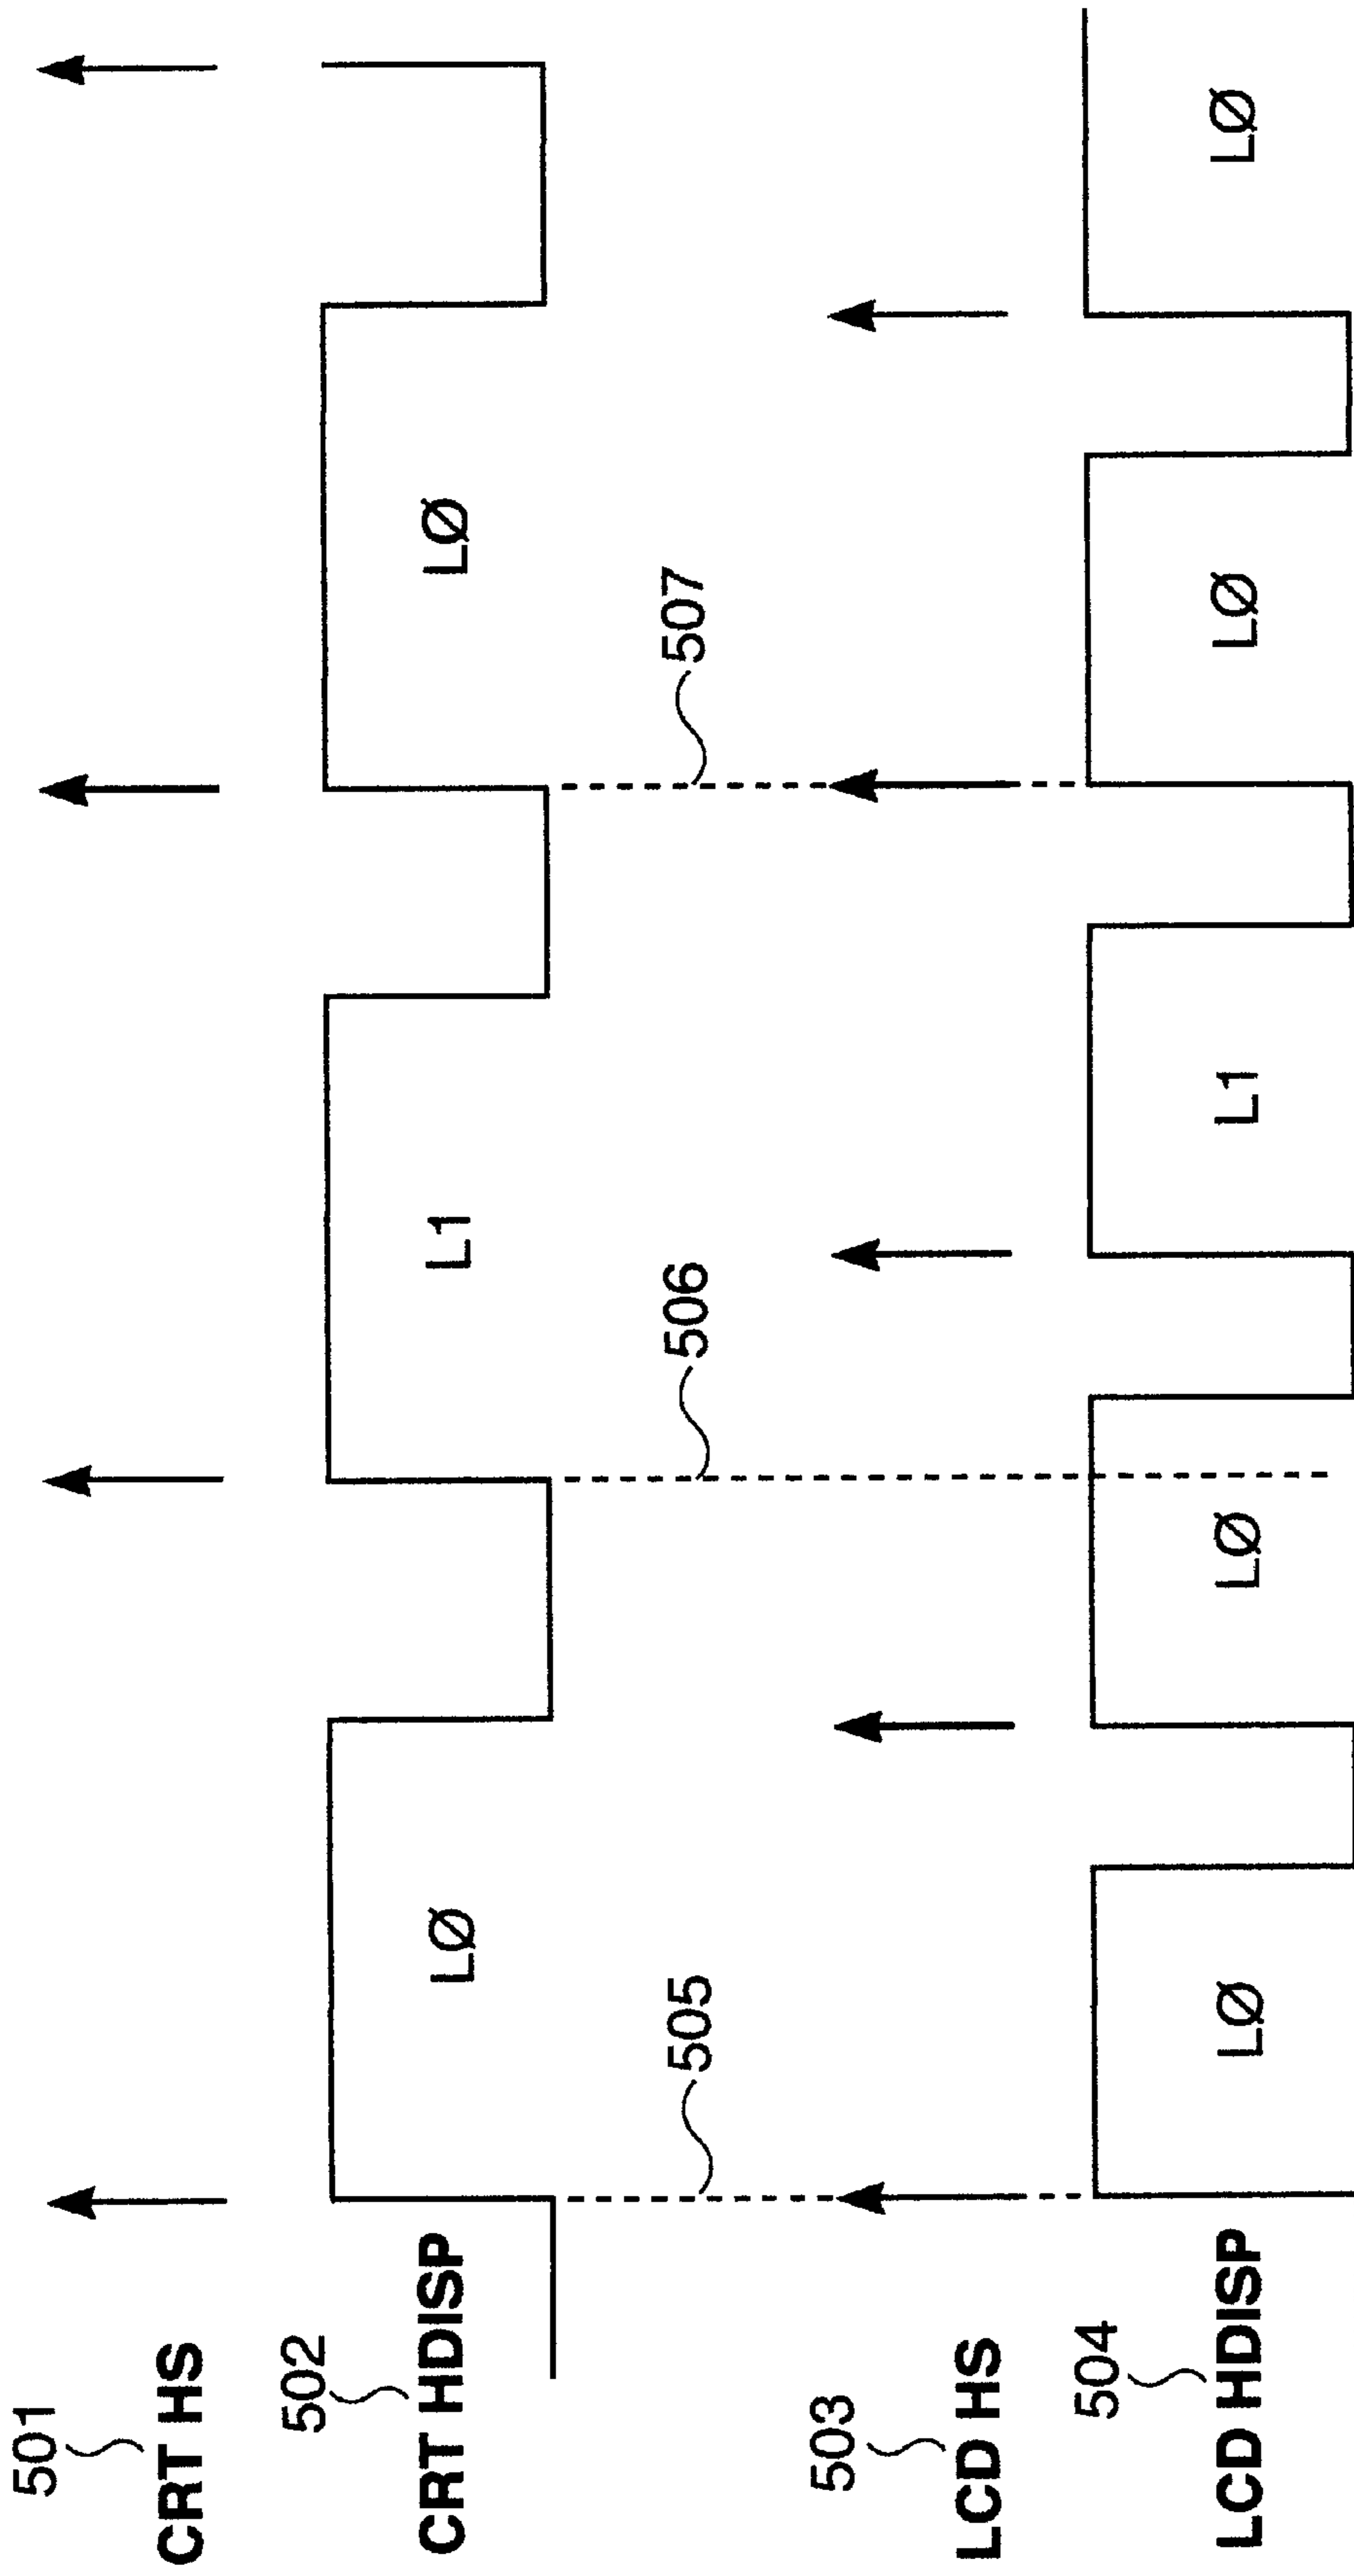 501
CRT HS
502
CRT HDISP
LØ
L1
LØ
505
506
507
503
LCD HS
504
LCD HDISP
LØ
LØ
L1
LØ
LØ